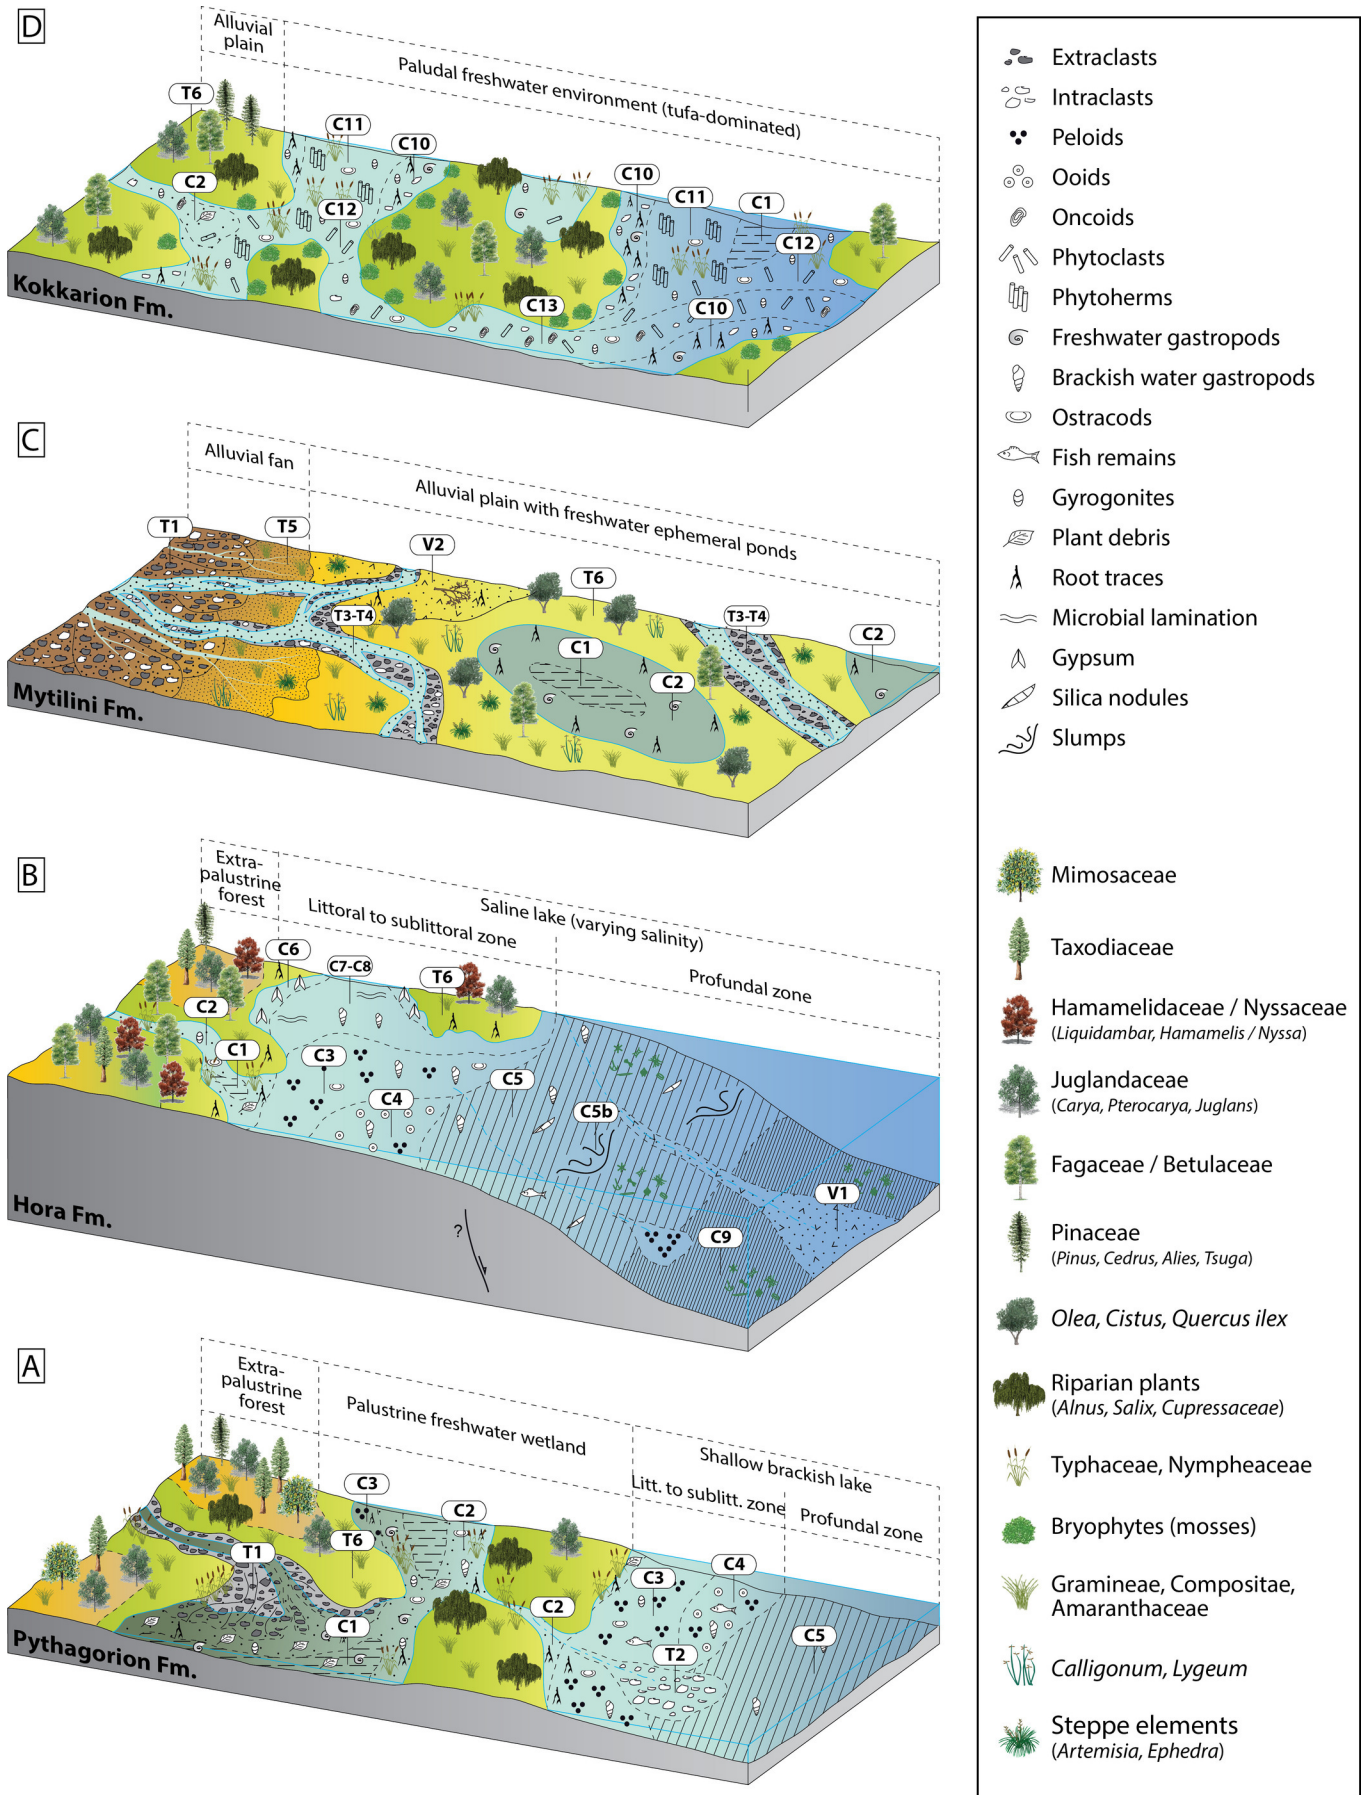 D
Alluvial
plain
Paludal freshwater environment (tufa-dominated)
T6
C11
C10
C2
C12
C10
C11
C1
C12
C13
C10
Kokkarion Fm.
C
Alluvial fan
Alluvial plain with freshwater ephemeral ponds
T1
T5
V2
T6
T3-T4
T3-T4
C2
C1
C2
Mytilini Fm.
B
Extra-
palustrine
forest
Saline lake (varying salinity)
Littoral to sublittoral zone
Profundal zone
C6
C7-C8
T6
C2
C1
C3
C5
C4
C5b
V1
C9
?
Hora Fm.
A
Extra-
palustrine
forest
Palustrine freshwater wetland
Shallow brackish lake
Litt. to sublitt. zone
Profundal zone
C3
C2
T6
T1
C4
C3
C2
C1
C5
T2
Pythagorion Fm.
Extraclasts
Intraclasts
Peloids
Ooids
Oncoids
Phytoclasts
Phytoherms
Freshwater gastropods
Brackish water gastropods
Ostracods
Fish remains
Gyrogonites
Plant debris
Root traces
Microbial lamination
Gypsum
Silica nodules
Slumps
Mimosaceae
Taxodiaceae
Hamamelidaceae / Nyssaceae
(Liquidambar, Hamamelis / Nyssa)
Juglandaceae
(Carya, Pterocarya, Juglans)
Fagaceae / Betulaceae
Pinaceae
(Pinus, Cedrus, Alies, Tsuga)
Olea, Cistus, Quercus ilex
Riparian plants
(Alnus, Salix, Cupressaceae)
Typhaceae, Nympheaceae
Bryophytes (mosses)
Gramineae, Compositae,
Amaranthaceae
Calligonum, Lygeum
Steppe elements
(Artemisia, Ephedra)